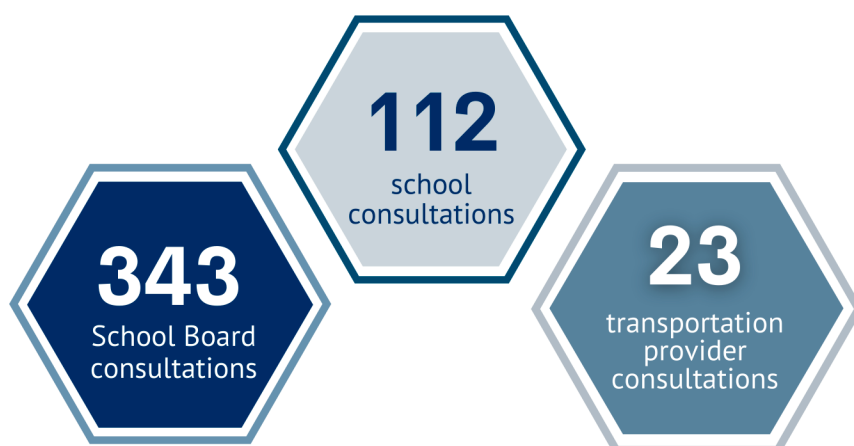 112
school
consultations
343
School Board
consultations
23
transportation
provider
consultations